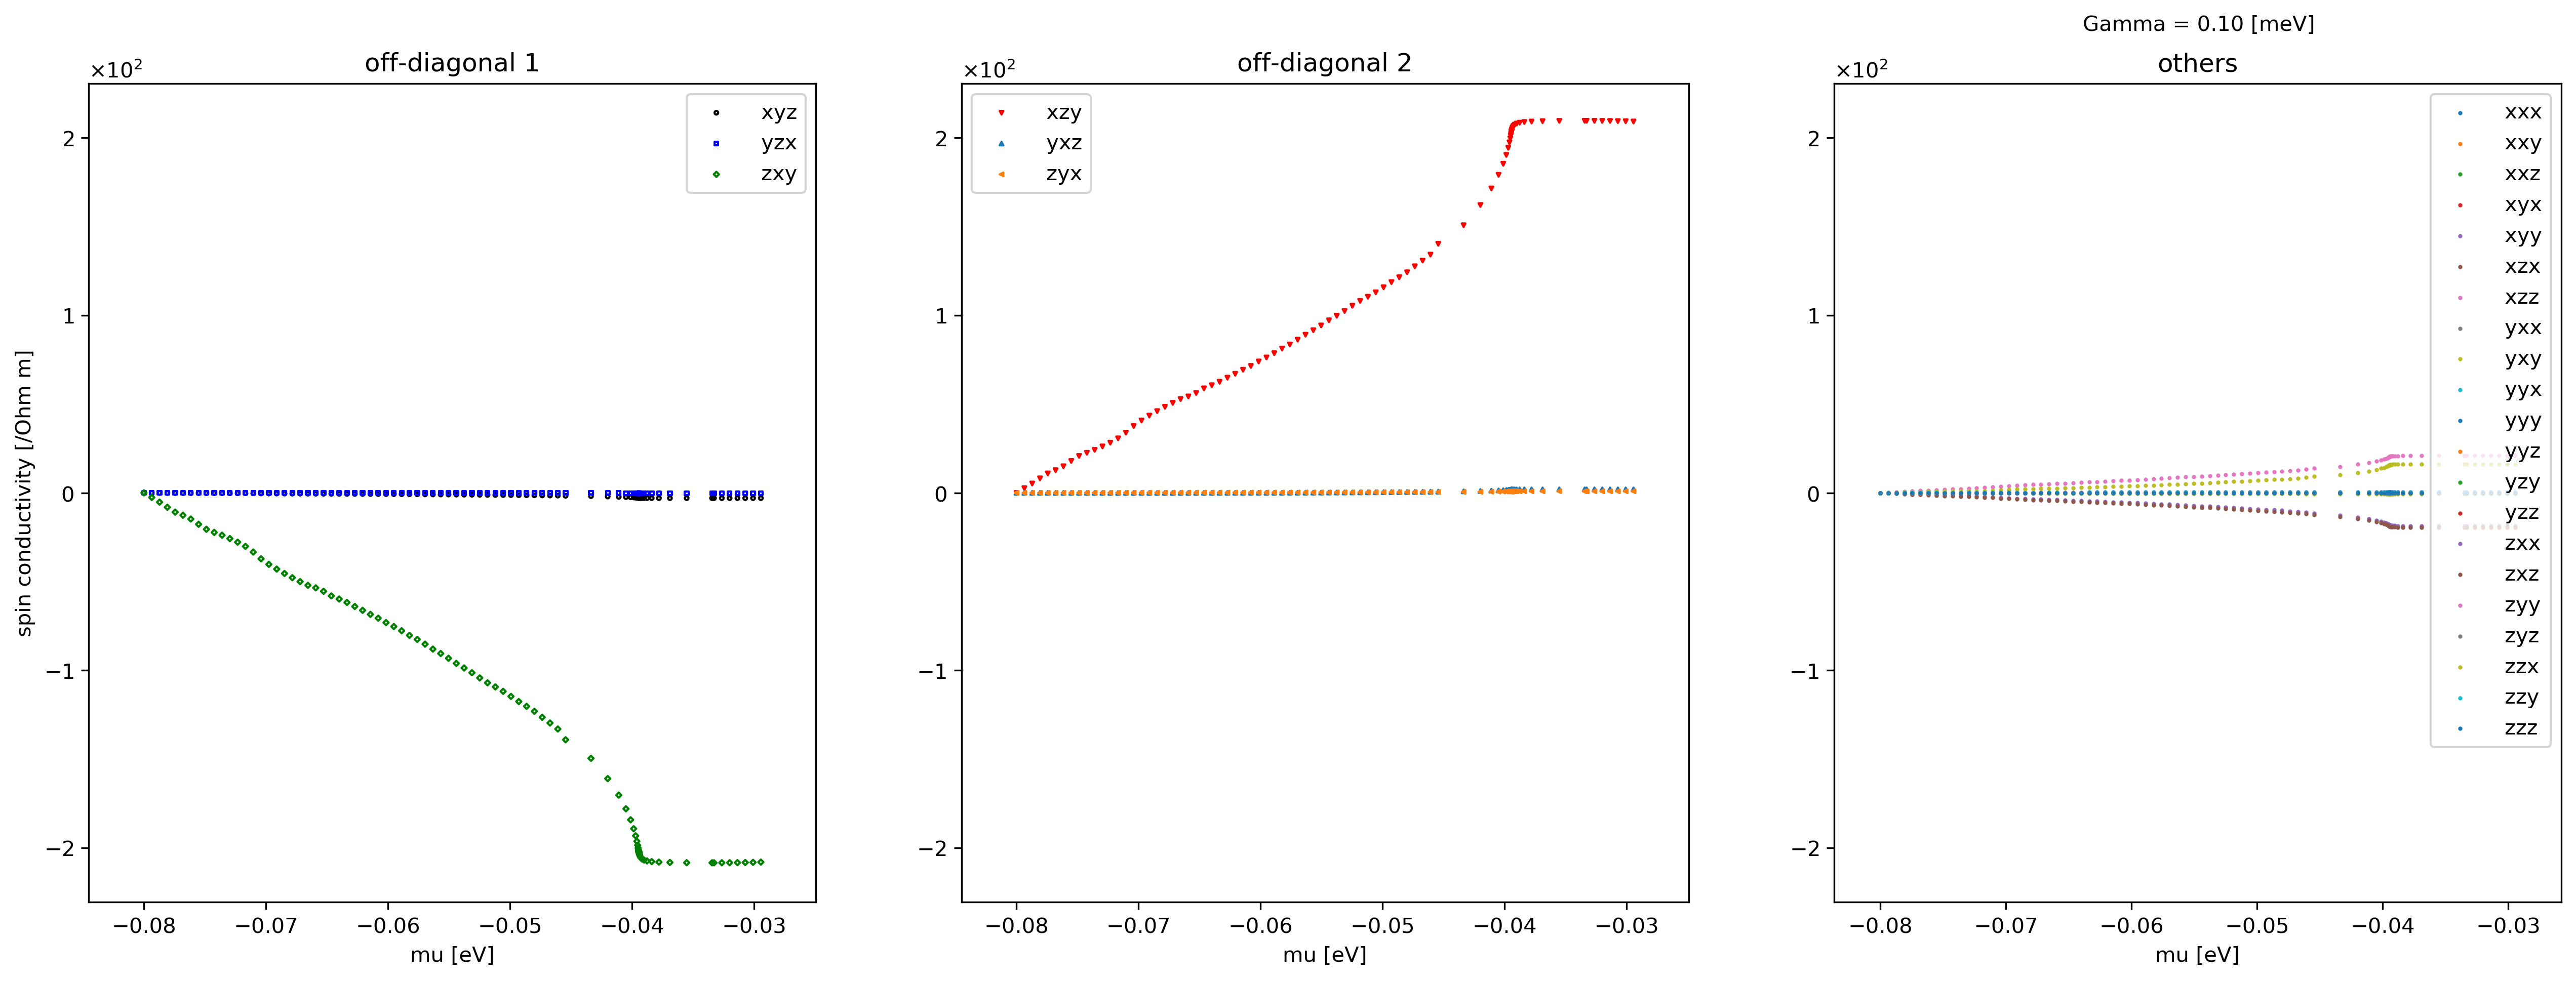 Gamma = 0.10 [meV]
off-diagonal 1
×10²
spin conductivity [/Ohm m]
2
1
0
−1
−2
xyz
yzx
zxy
−0.08 −0.07 −0.06 −0.05 −0.04 −0.03
mu [eV]
off-diagonal 2
×10²
2
1
0
−1
−2
xzy
yxz
zyx
−0.08 −0.07 −0.06 −0.05 −0.04 −0.03
mu [eV]
others
×10²
2
1
0
−1
−2
xxx
xxy
xxz
xyx
xyy
xzx
xzz
yxx
yxy
yyx
yyy
yyz
yzy
yzz
zxx
zxz
zyy
zyz
zzx
zzy
zzz
−0.08 −0.07 −0.06 −0.05 −0.04 −0.03
mu [eV]